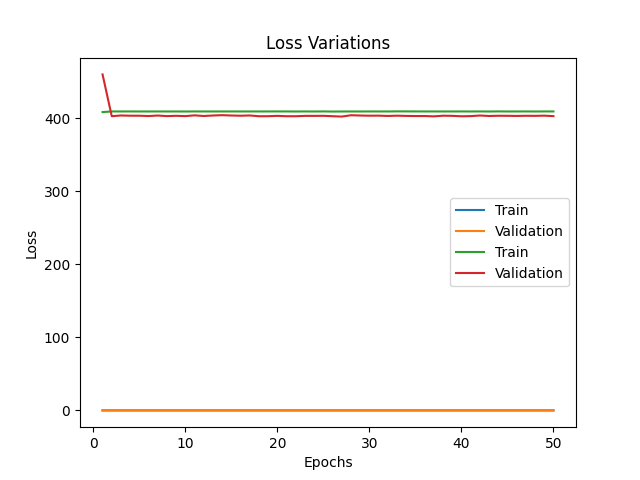 Loss Variations
400
300
200
100
0
Loss
Train
Validation
Train
Validation
0 10 20 30 40 50
Epochs